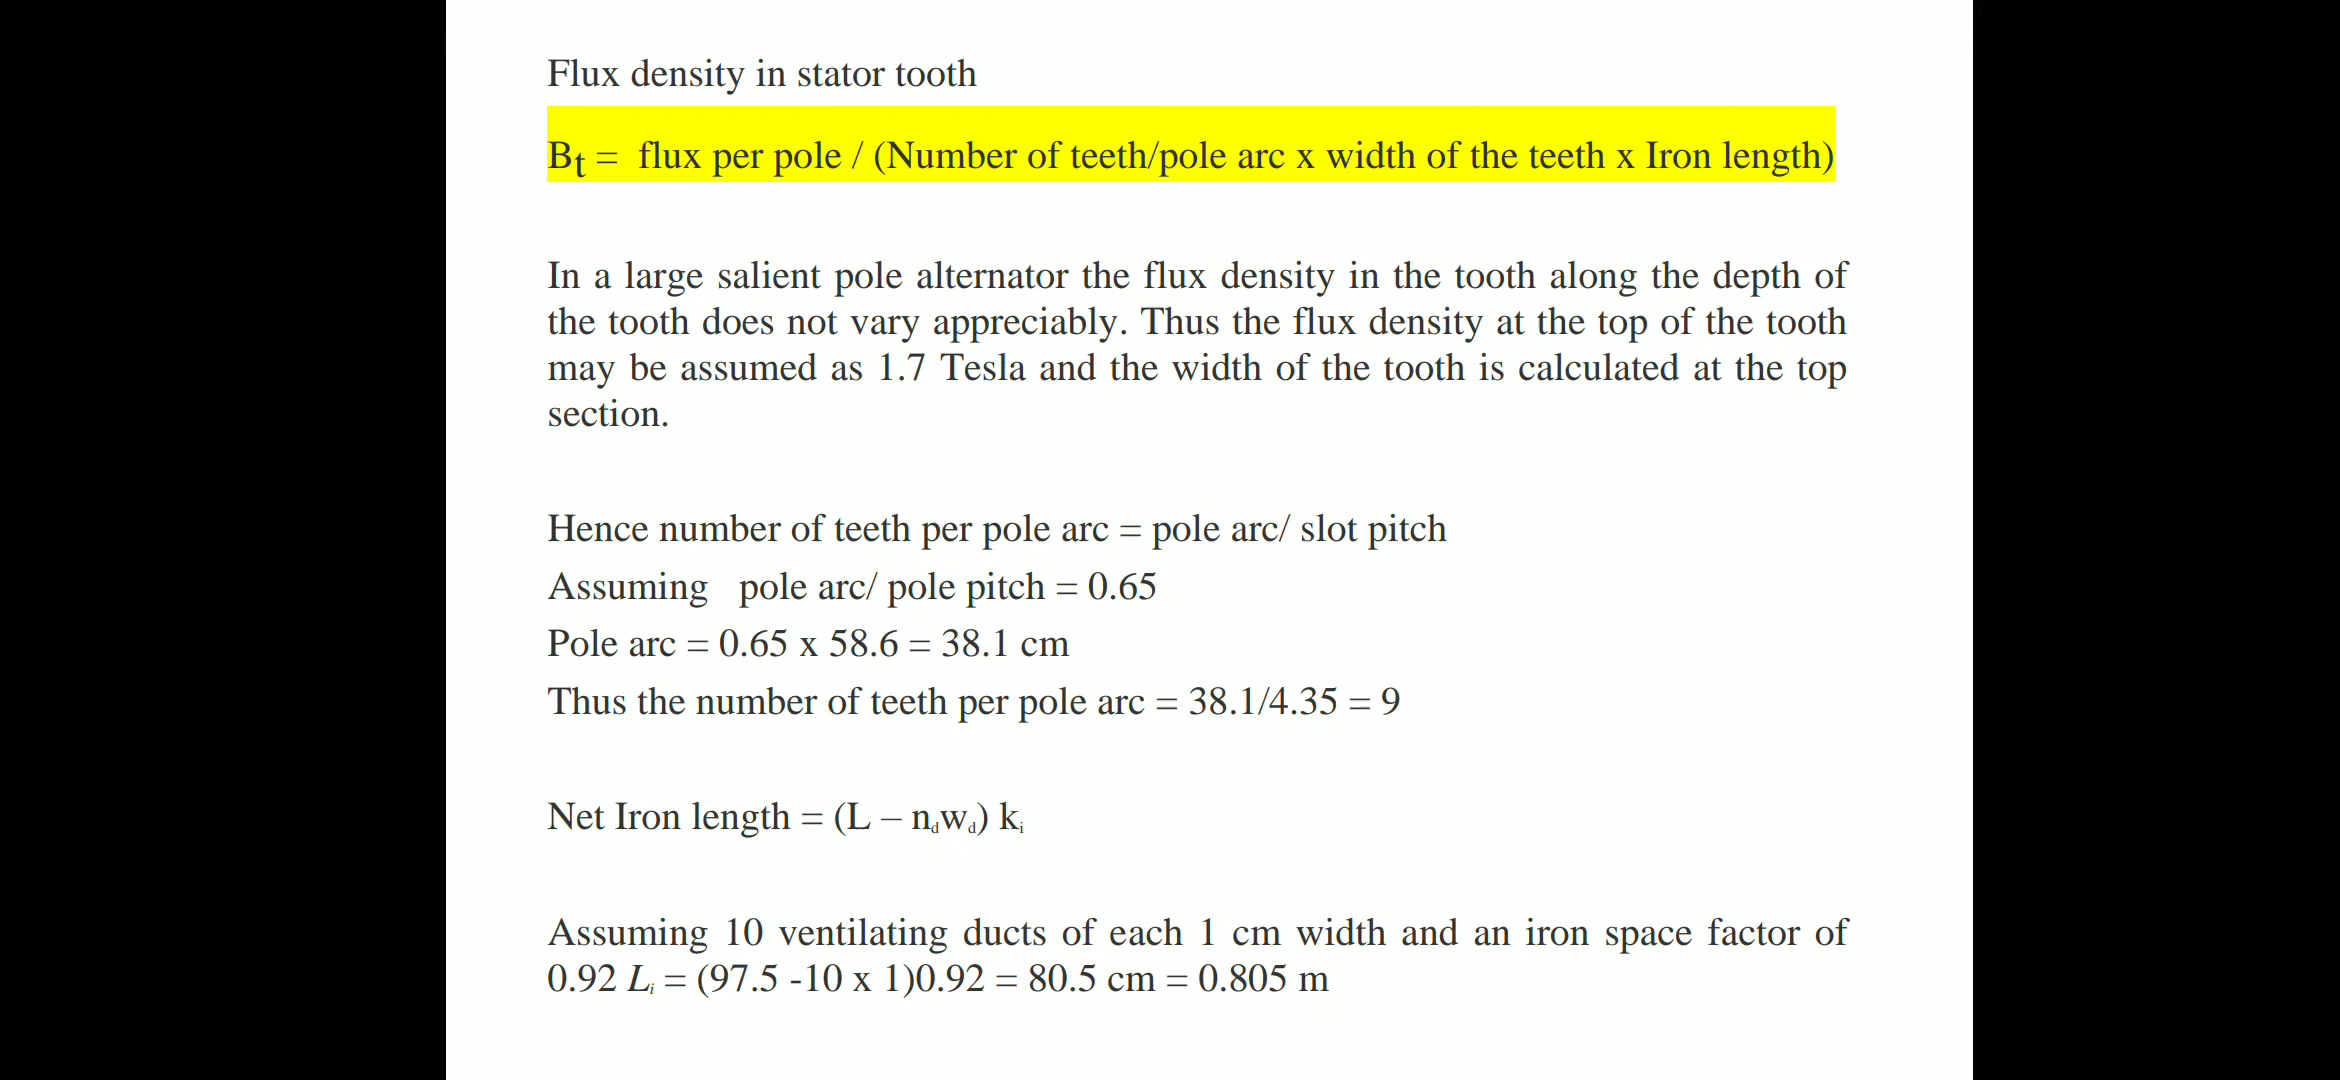 Flux density in stator tooth
Bt = flux per pole / (Number of teeth/pole arc x width of the teeth x Iron length)
In a large salient pole alternator the flux density in the tooth along the depth of
the tooth does not vary appreciably. Thus the flux density at the top of the tooth
may be assumed as 1.7 Tesla and the width of the tooth is calculated at the top
section.
Hence number of teeth per pole arc = pole arc/ slot pitch
Assuming pole arc/ pole pitch = 0.65
Pole arc = 0.65 x 58.6 = 38.1 cm
Thus the number of teeth per pole arc = 38.1/4.35 = 9
Net Iron length = (L – ndwd) ki
Assuming 10 ventilating ducts of each 1 cm width and an iron space factor of
0.92 Li = (97.5 -10 x 1)0.92 = 80.5 cm = 0.805 m